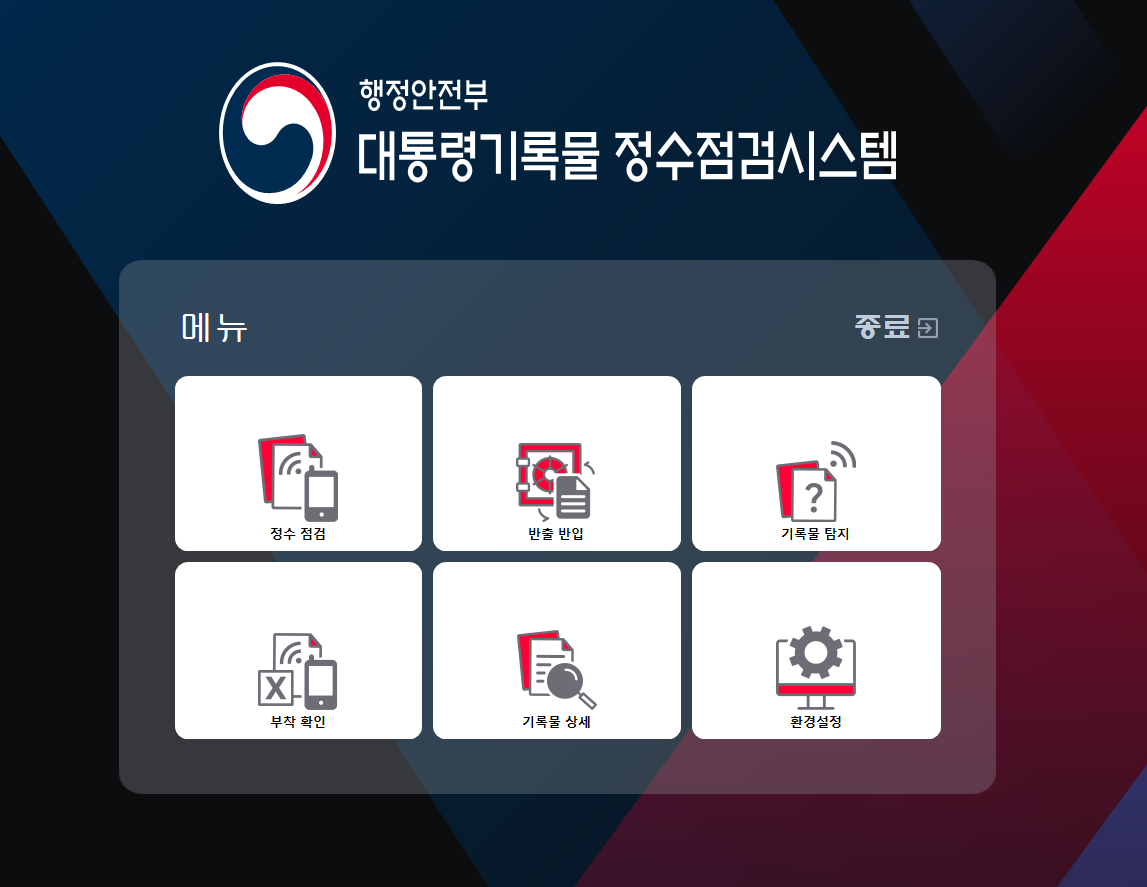 행정안전부
대통령기록물 정수점검시스템
메뉴
종료
정수 점검
반출 반입
기록물 탐지
?
X
부착 확인
기록물 상세
환경설정